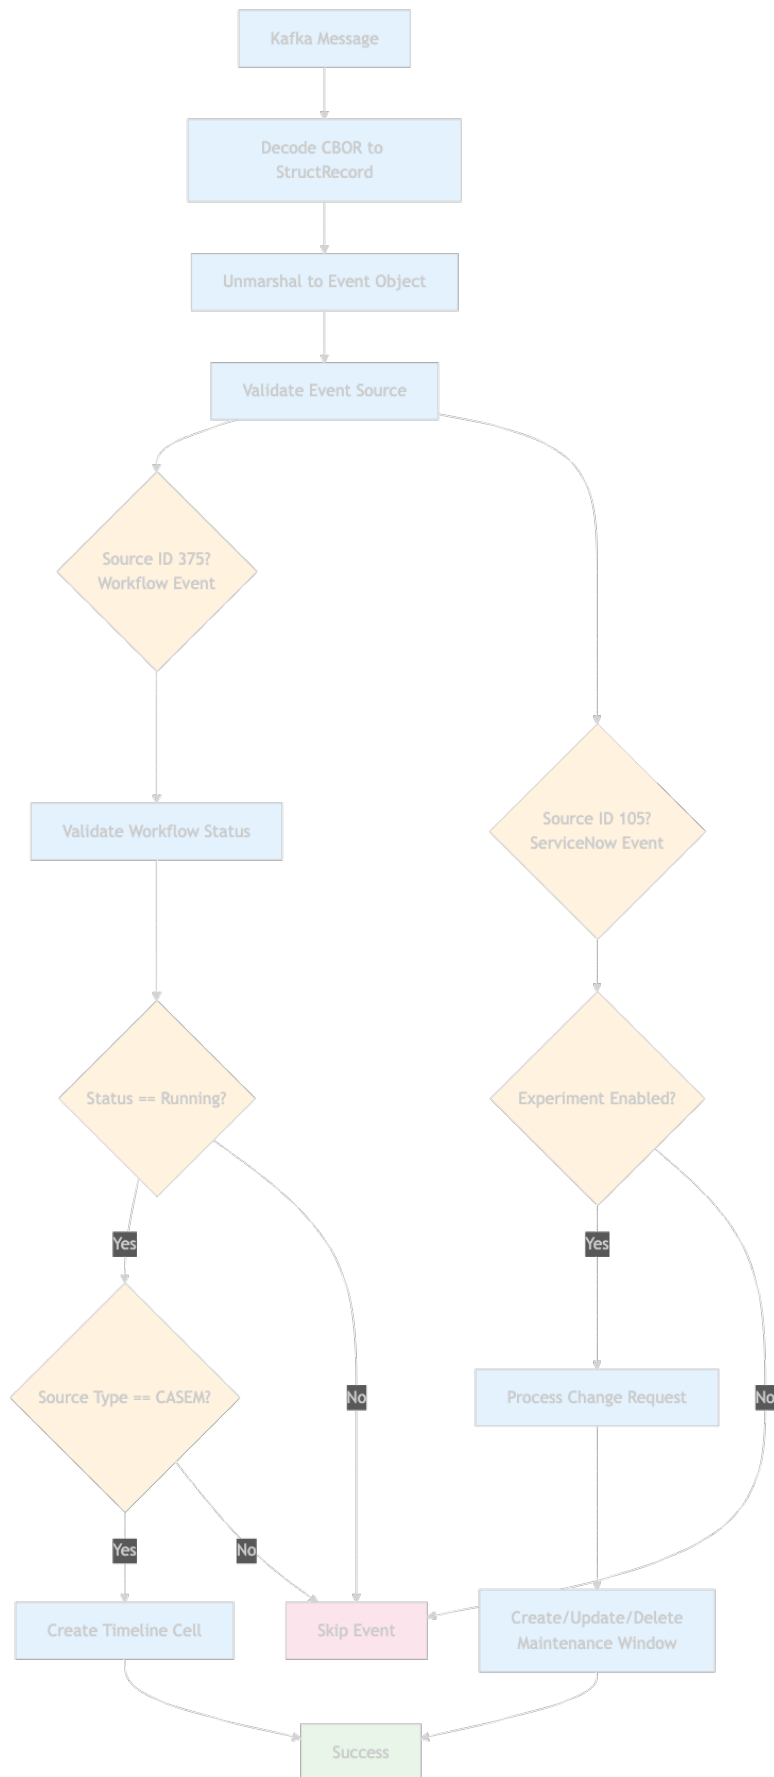 Kafka Message
Decode CBOR to
StructRecord
Unmarshal to Event Object
Validate Event Source
Source ID 375?
Workflow Event
Validate Workflow Status
Source ID 105?
ServiceNow Event
Status == Running?
Experiment Enabled?
Yes
Yes
Source Type == CASEM?
No
Process Change Request
No
Yes
No
Create Timeline Cell
Skip Event
Create/Update/Delete
Maintenance Window
Success